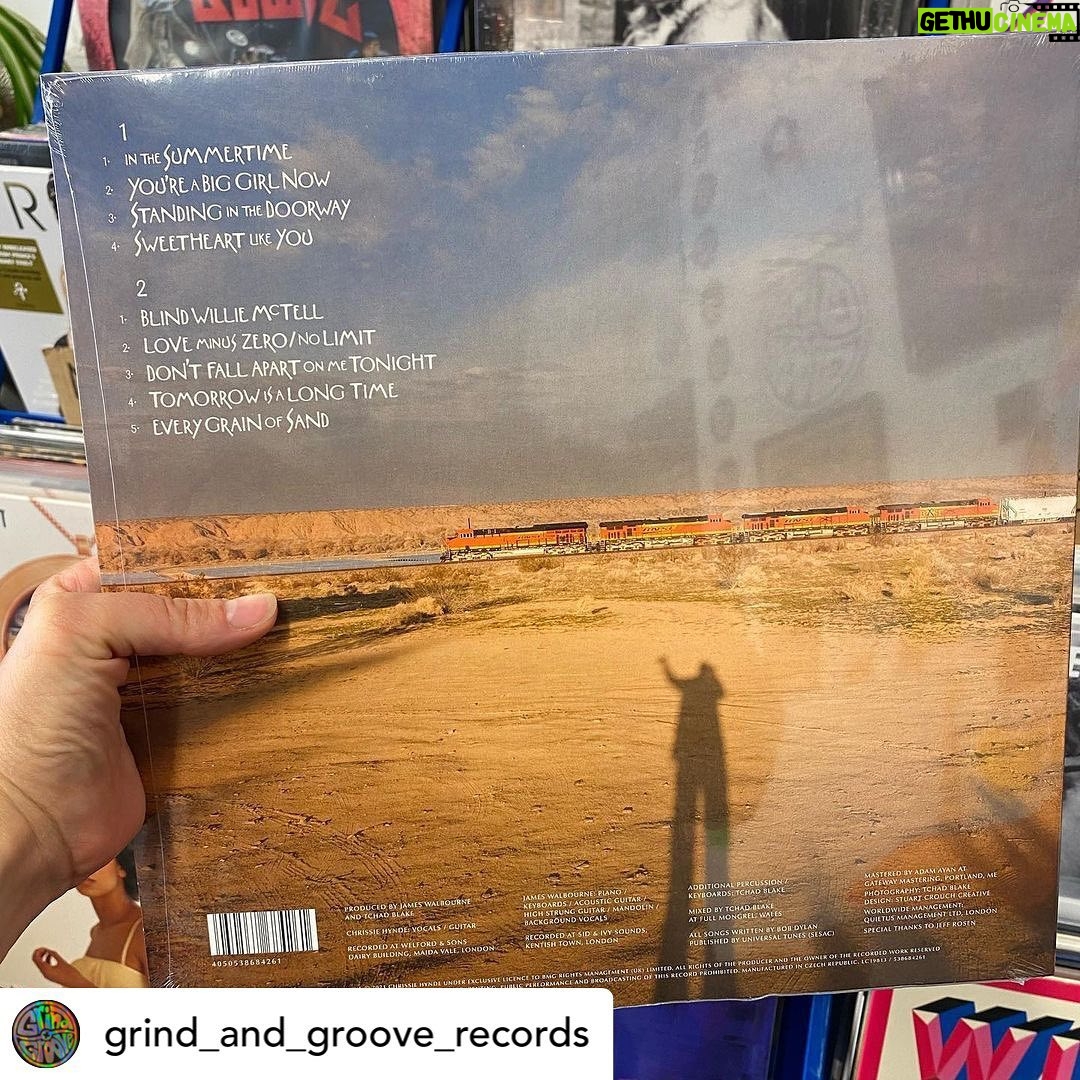 GETHUCINEMA
R
1
1· IN THE SUMMERTIME
2· YOU'RE A BIG GIRL NOW
3· STANDING IN THE DOORWAY
4· SWEETHEART LIKE YOU
2
1· BLIND WILLIE MCTELL
2· LOVE MINUS ZERO/NO LIMIT
3· DON'T FALL APART ON ME TONIGHT
4· TOMORROW IS A LONG TIME
5· EVERY GRAIN OF SAND
4050538684261
PRODUCED BY JAMES WALBOURNE
AND TCHAD BLAKE
CHRISSIE HYNDE: VOCALS / GUITAR
RECORDED AT WELFORD & SONS
DAIRY BUILDING, MAIDA VALE, LONDON
JAMES WALBOURNE: PIANO /
KEYBOARDS / ACOUSTIC GUITAR /
HIGH STRUNG GUITAR / MANDOLIN /
BACKGROUND VOCALS
RECORDED AT SID & IVY SOUNDS,
KENTISH TOWN, LONDON
ADDITIONAL PERCUSSION /
KEYBOARDS: TCHAD BLAKE
MIXED BY TCHAD BLAKE
AT FULL MONGREL, WALES
ALL SONGS WRITTEN BY BOB DYLAN
PUBLISHED BY UNIVERSAL TUNES (SESAC)
MASTERED BY ADAM AYAN AT
GATEWAY MASTERING, PORTLAND, ME
PHOTOGRAPHY: TCHAD BLAKE
DESIGN: STUART CROUCH CREATIVE
WORLDWIDE MANAGEMENT:
QUIETUS MANAGEMENT LTD, LONDON
SPECIAL THANKS TO JEFF ROSEN
2021 CHRISSIE HYNDE UNDER EXCLUSIVE LICENCE TO BMG RIGHTS MANAGEMENT (UK) LIMITED. ALL RIGHTS OF THE PRODUCER AND THE OWNER OF THE RECORDED WORK RESERVED
PUBLIC PERFORMANCE AND BROADCASTING OF THIS RECORD PROHIBITED. MANUFACTURED IN CZECH REPUBLIC. LC19813 / 538684261
grind_and_groove_records